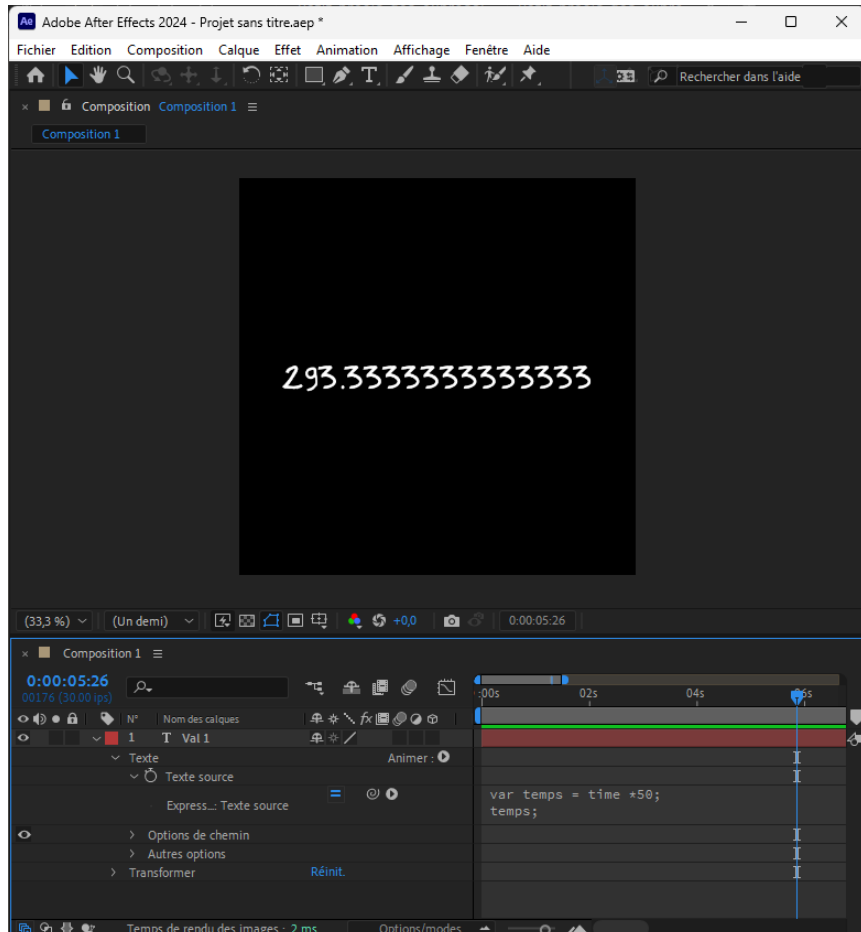 Ae Adobe After Effects 2024 - Projet sans titre.aep *
Fichier Edition Composition Calque Effet Animation Affichage Fenêtre Aide
Rechercher dans l'aide
Composition Composition 1
Composition 1
293.3333333333333
(33,3 %) (Un demi) +0,0 0:00:05:26
Composition 1
0:00:05:26
00176 (30.00 ips)
:00s 02s 04s 06s
N° Nom des calques
1 T Val 1
Texte Animer :
Texte source
Express...: Texte source
var temps = time *50;
temps;
Options de chemin
Autres options
Transformer Réinit.
Temps de rendu des images : 2 ms Options/modes